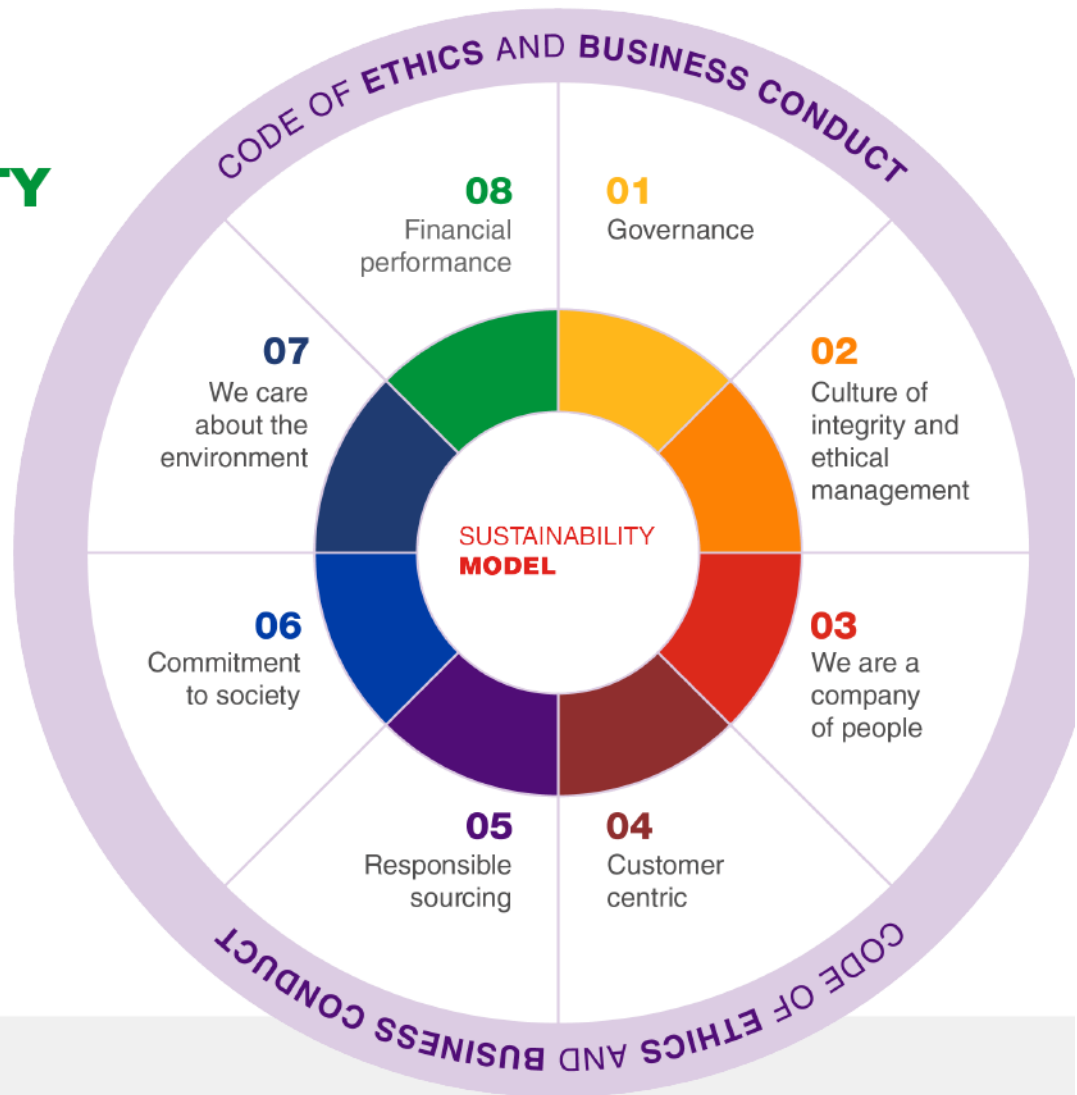 CODE OF ETHICS AND BUSINESS CONDUCT
TY
08
Financial
performance
01
Governance
07
We care
about the
environment
02
Culture of
integrity and
ethical
management
SUSTAINABILITY
MODEL
06
Commitment
to society
03
We are a
company
of people
05
Responsible
sourcing
04
Customer
centric
CODE OF ETHICS AND BUSINESS CONDUCT